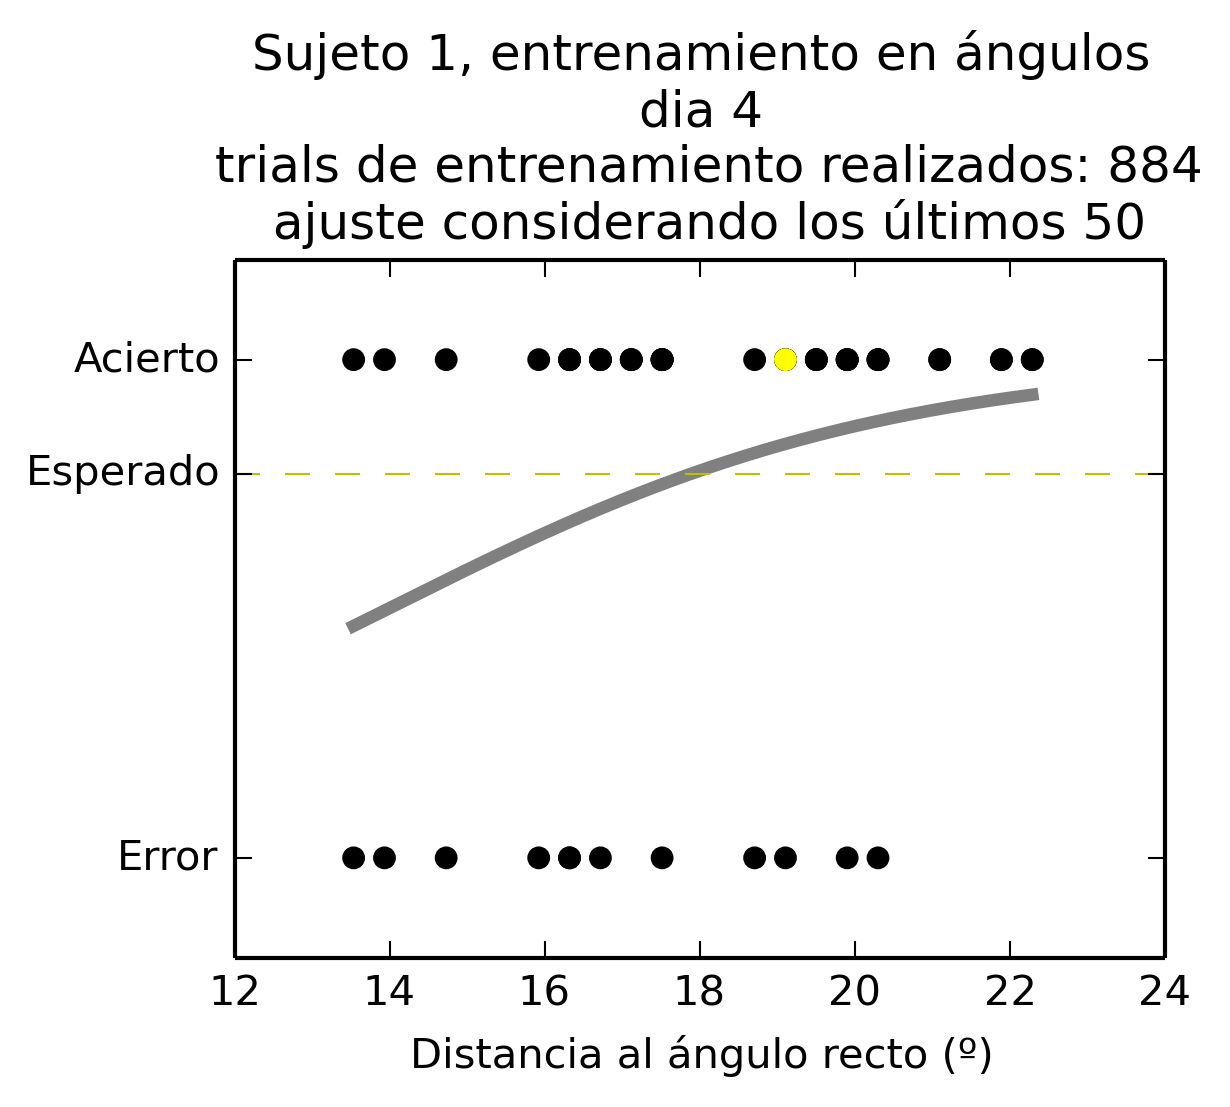 Sujeto 1, entrenamiento en ángulos
dia 4
trials de entrenamiento realizados: 884
ajuste considerando los últimos 50
Acierto
Esperado
Error
12 14 16 18 20 22 24
Distancia al ángulo recto (º)